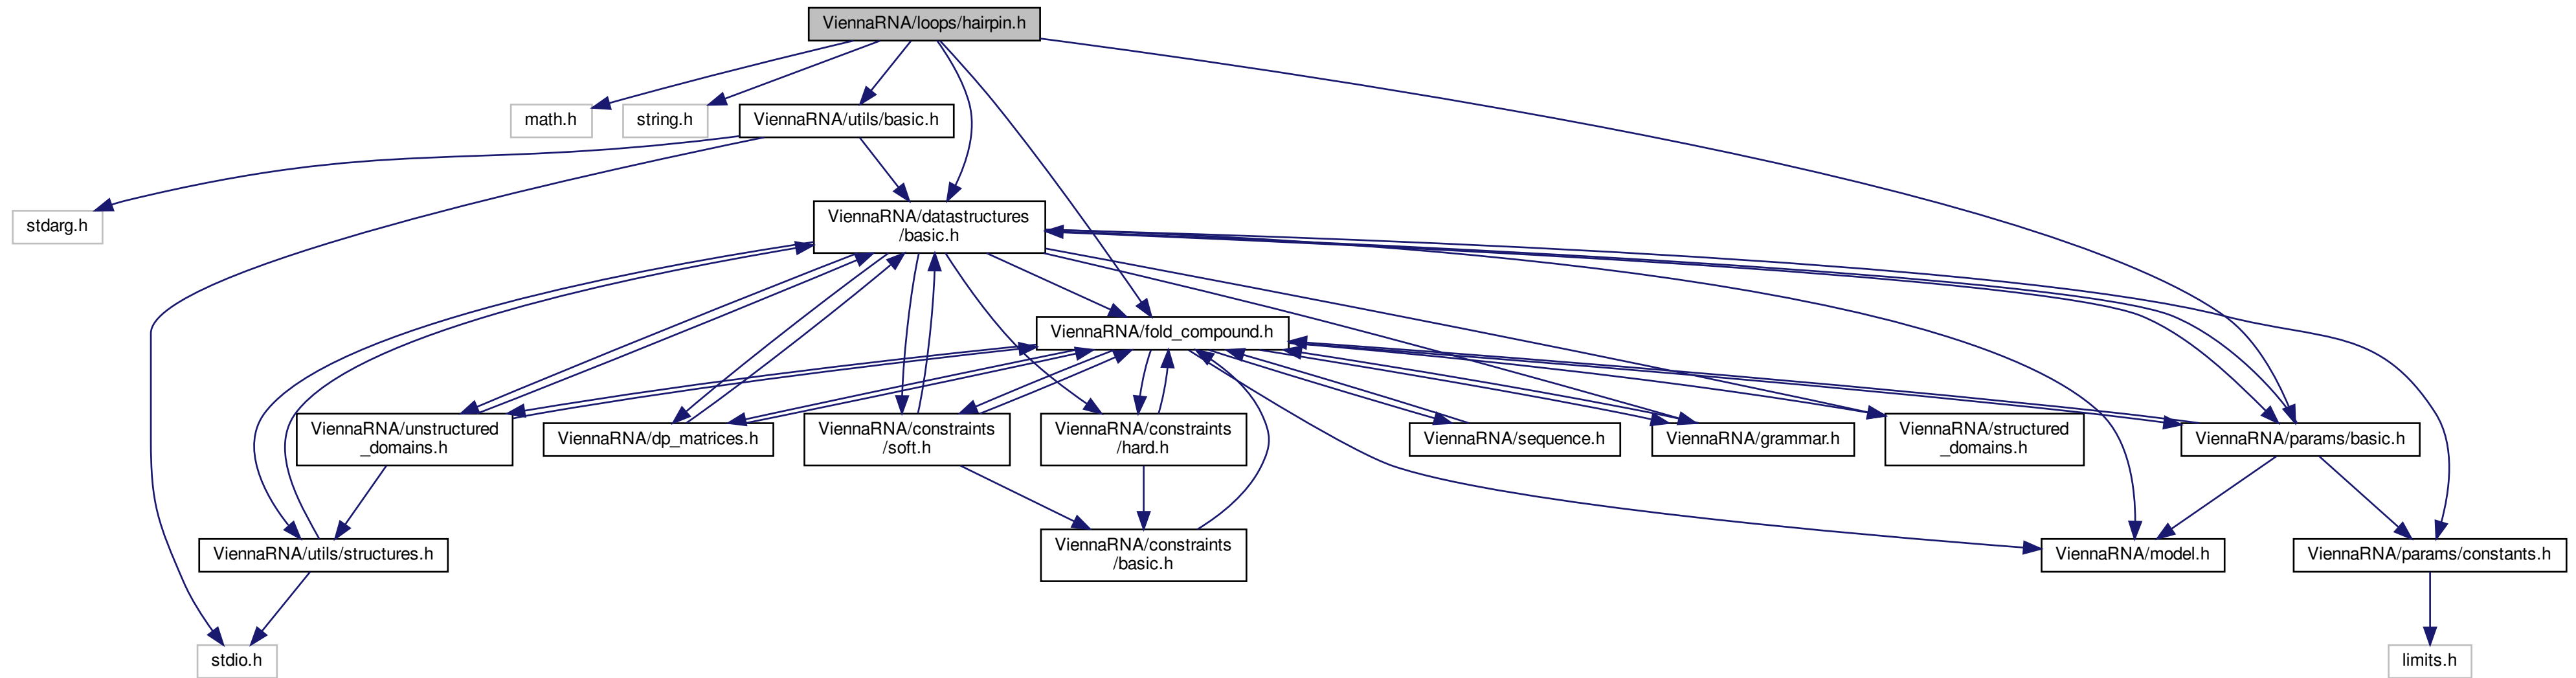 ViennaRNA/loops/hairpin.h
math.h
string.h
ViennaRNA/utils/basic.h
stdarg.h
ViennaRNA/datastructures
/basic.h
ViennaRNA/fold_compound.h
ViennaRNA/unstructured
_domains.h
ViennaRNA/dp_matrices.h
ViennaRNA/constraints
/soft.h
ViennaRNA/constraints
/hard.h
ViennaRNA/sequence.h
ViennaRNA/grammar.h
ViennaRNA/structured
_domains.h
ViennaRNA/params/basic.h
ViennaRNA/utils/structures.h
ViennaRNA/constraints
/basic.h
ViennaRNA/model.h
ViennaRNA/params/constants.h
stdio.h
limits.h